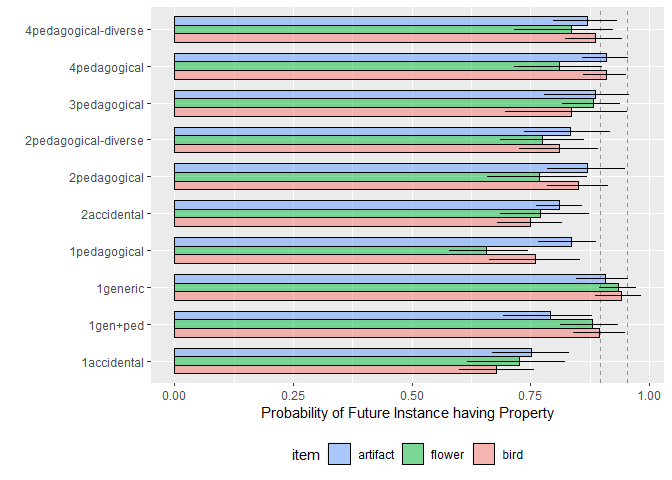 4pedagogical-diverse
4pedagogical
3pedagogical
2pedagogical-diverse
2pedagogical
2accidental
1pedagogical
1generic
1gen+ped
1accidental
0.00 0.25 0.50 0.75 1.00
Probability of Future Instance having Property
item artifact flower bird